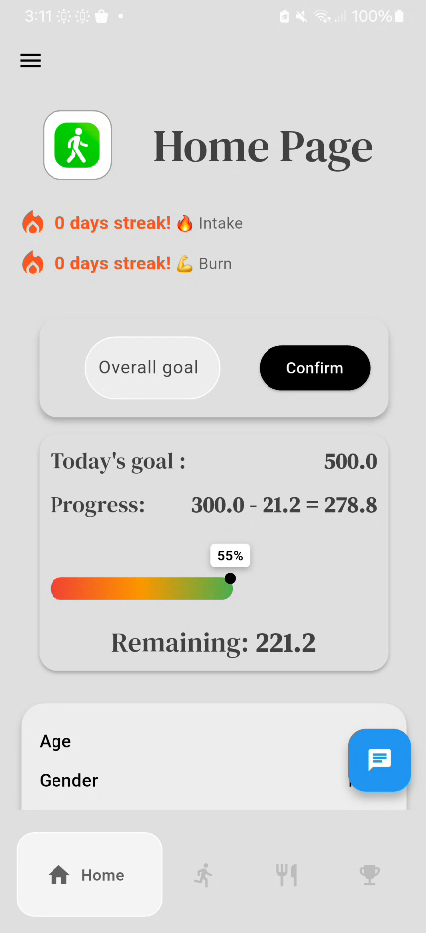 3:11 100%
Home Page
0 days streak! 🔥 Intake
0 days streak! 💪 Burn
Overall goal Confirm
Today's goal : 500.0
Progress: 300.0 - 21.2 = 278.8
55%
Remaining: 221.2
Age
Gender
Home